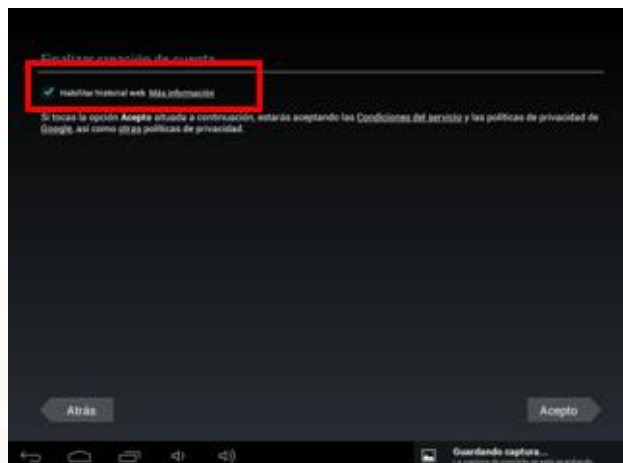 Finalizar creación de cuenta
Habilitar historial web Más información
Si tocas la opción Acepto situada a continuación, estarás aceptando las Condiciones del servicio y las políticas de privacidad de
Google, así como otras políticas de privacidad.
Atrás
Acepto
Guardando captura...